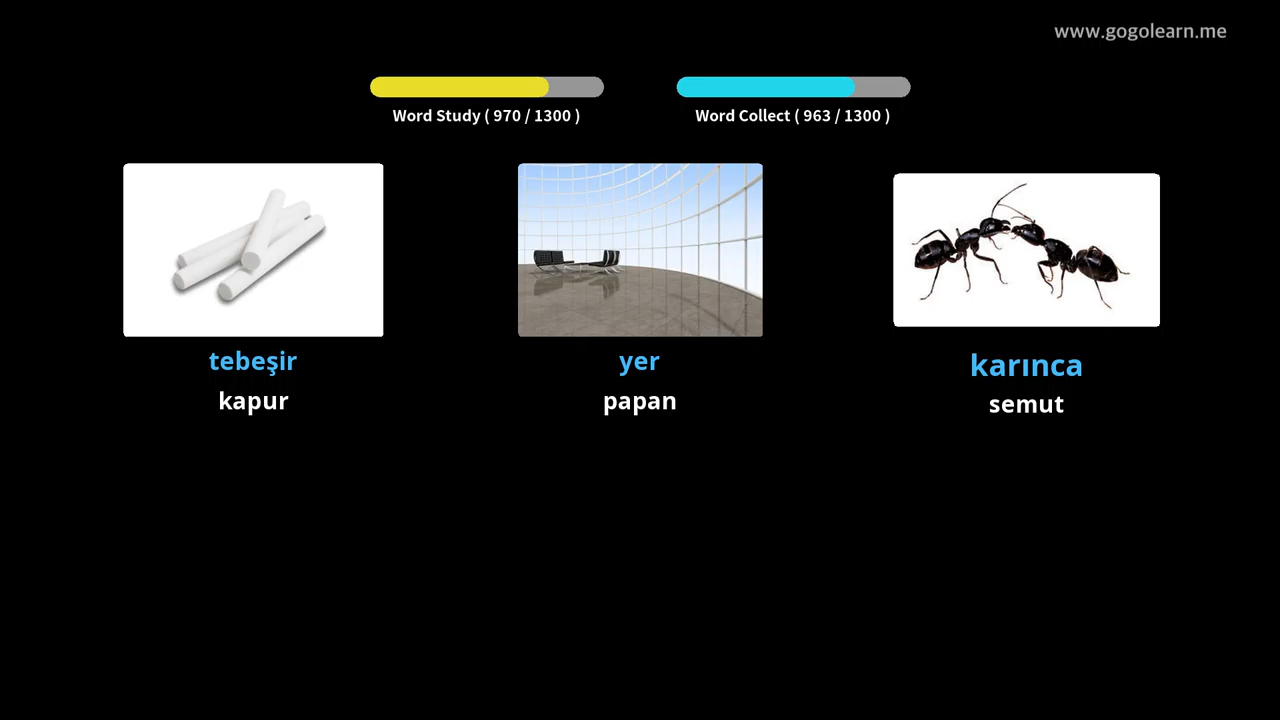 www.gogolearn.me
Word Study ( 970 / 1300 )
Word Collect ( 963 / 1300 )
tebeşir
kapur
yer
papan
karınca
semut